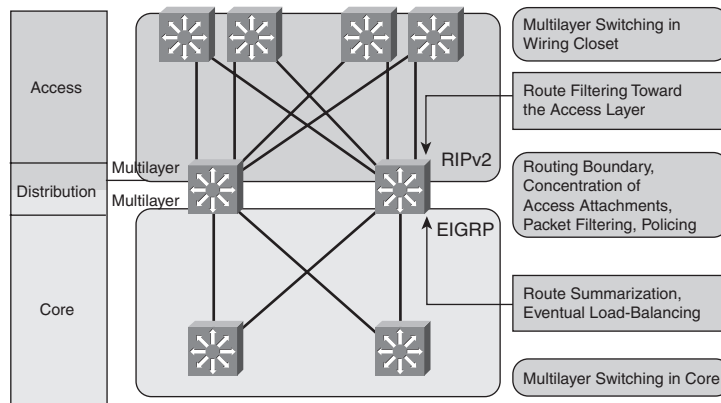 Access
Distribution
Core
Multilayer
Multilayer
RIPv2
EIGRP
Multilayer Switching in
Wiring Closet
Route Filtering Toward
the Access Layer
Routing Boundary,
Concentration of
Access Attachments,
Packet Filtering, Policing
Route Summarization,
Eventual Load-Balancing
Multilayer Switching in Core